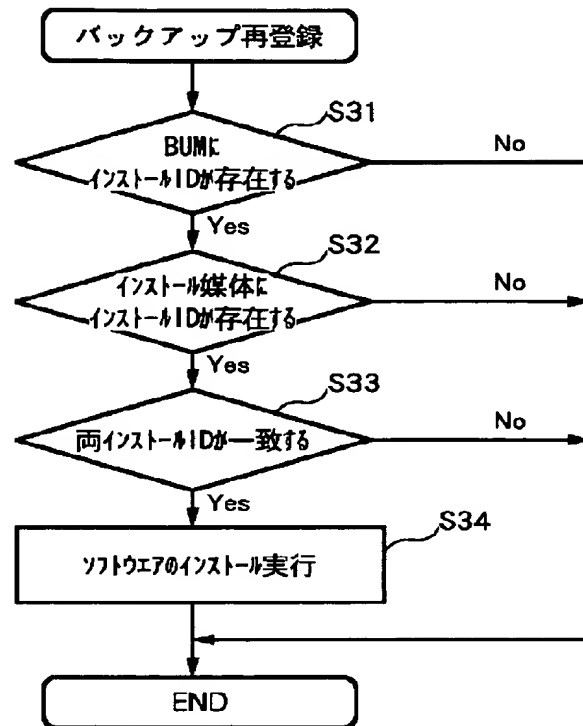 バックアップ再登録
S31
BUMに
インストールIDが存在する
No
Yes
S32
インストール媒体に
インストールIDが存在する
No
Yes
S33
両インストールIDが一致する
No
Yes
S34
ソフトウエアのインストール実行
END